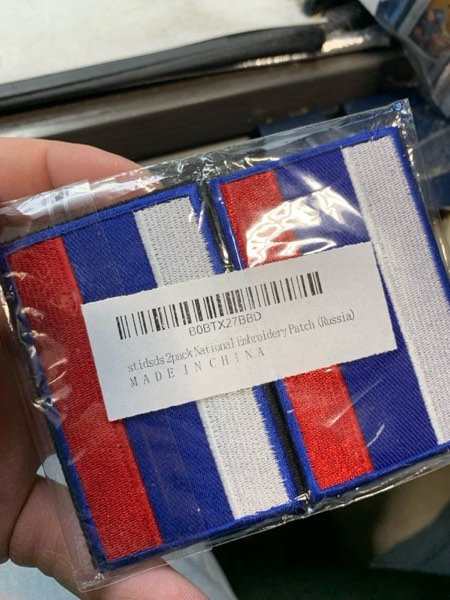 B0BTX27BBD
stidsds 2pack National Embroidery Patch (Russia)
MADE IN CHINA